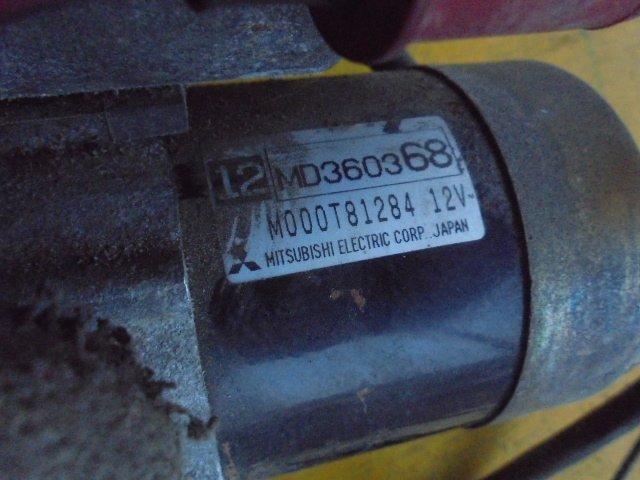 12 MD360368
M000T81284 12V-
MITSUBISHI ELECTRIC CORP. JAPAN